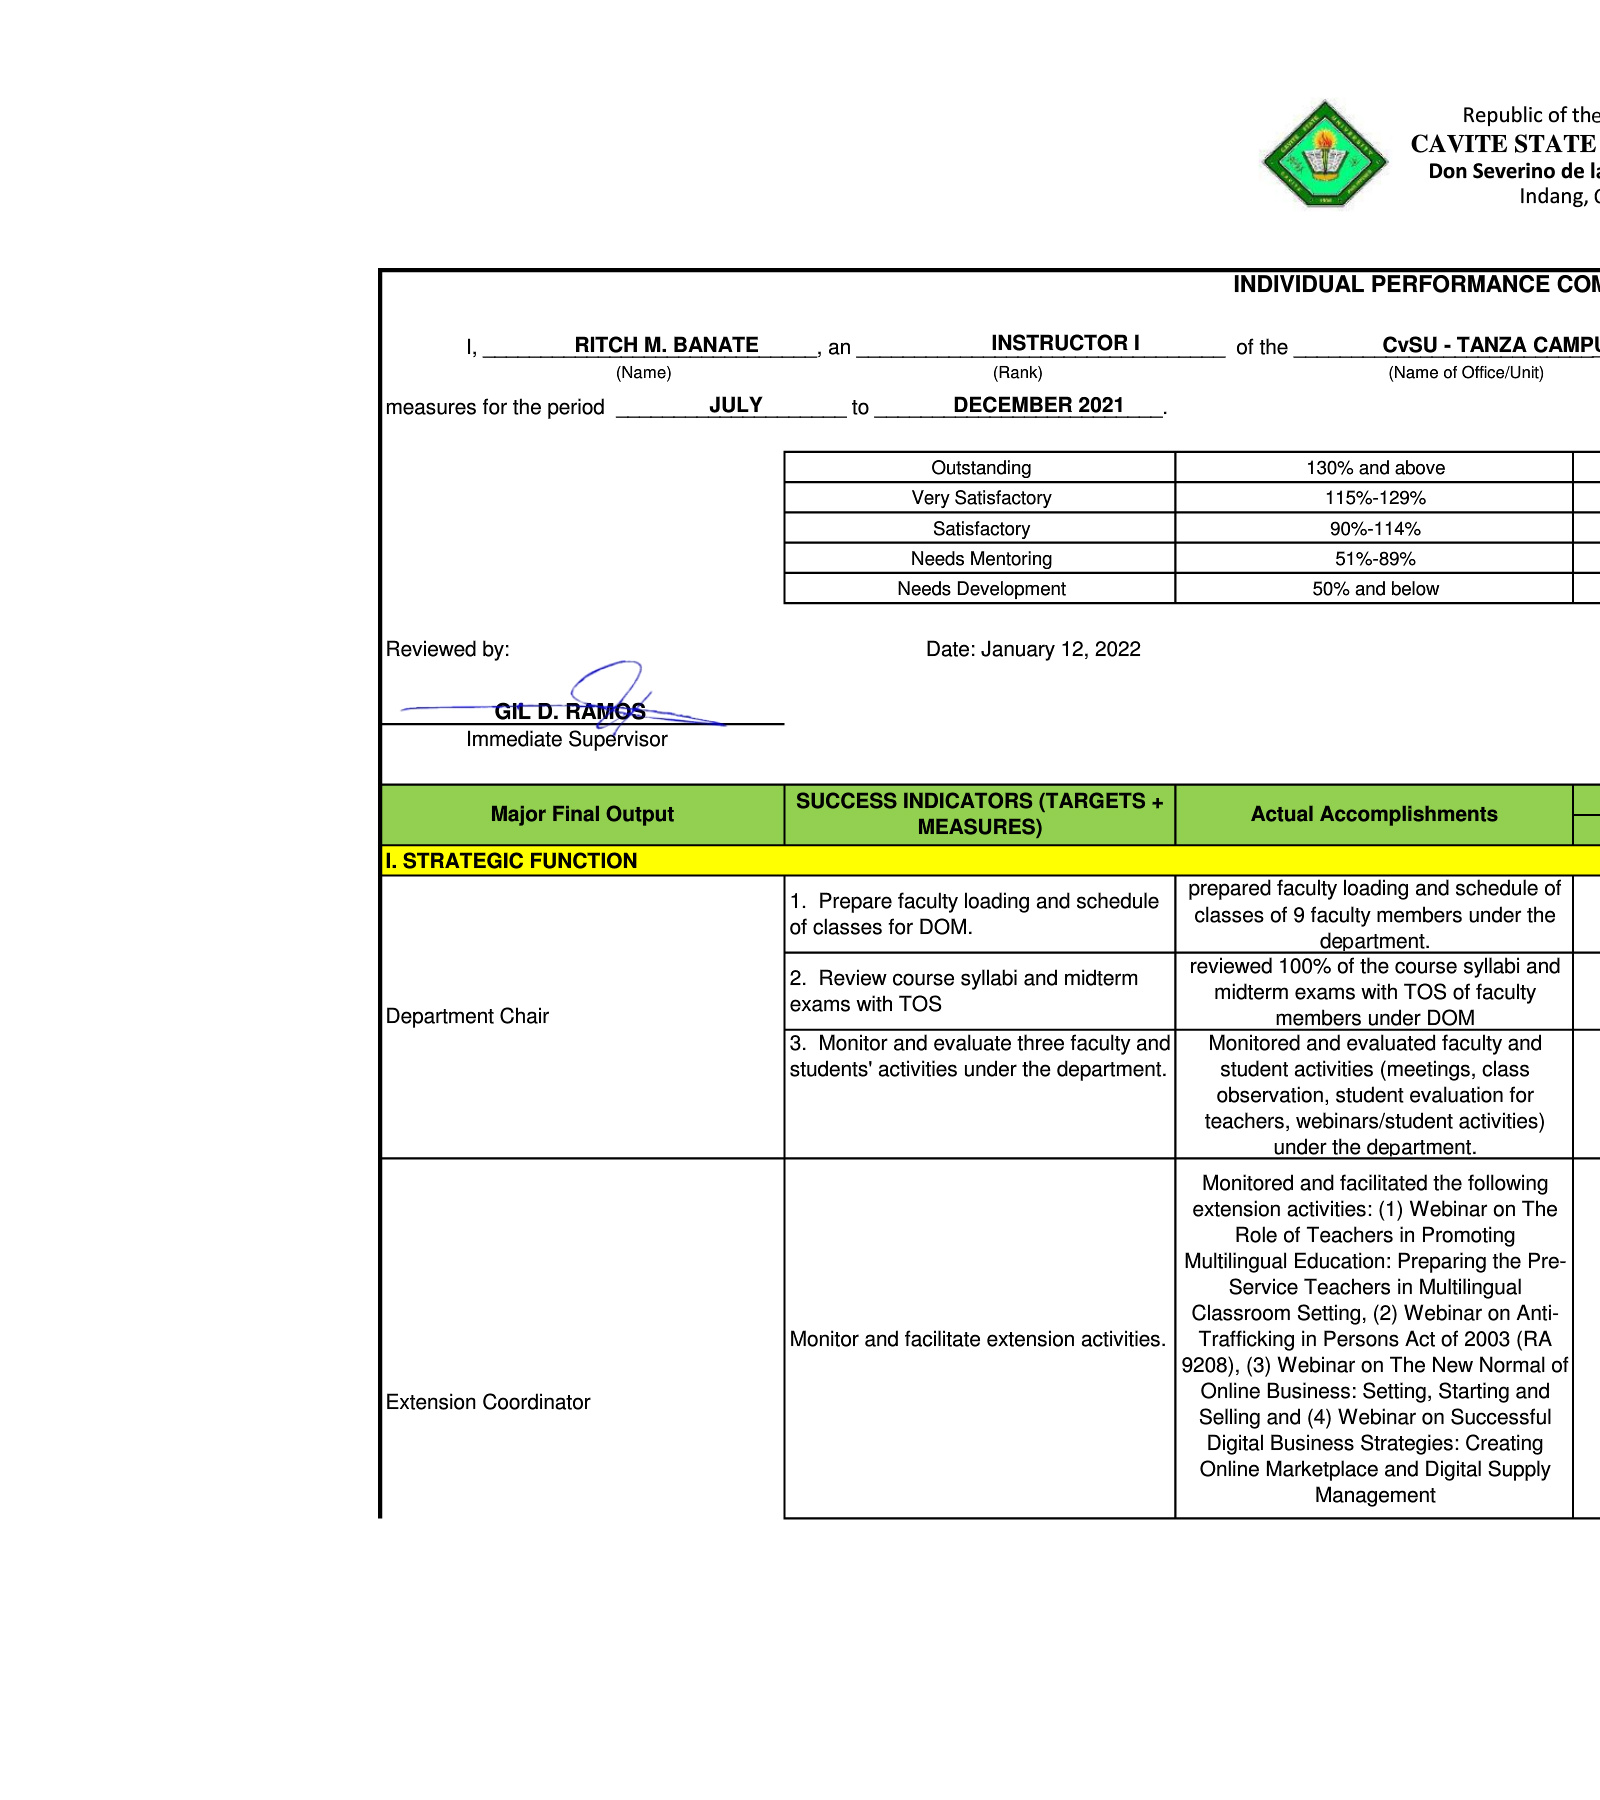 Republic of the
CAVITE STATE
Don Severino de la
Indang, C
INDIVIDUAL PERFORMANCE COM
I, RITCH M. BANATE, an INSTRUCTOR I of the CvSU - TANZA CAMPU
(Name) (Rank) (Name of Office/Unit)
measures for the period JULY to DECEMBER 2021.
Outstanding 130% and above
Very Satisfactory 115%-129%
Satisfactory 90%-114%
Needs Mentoring 51%-89%
Needs Development 50% and below
Reviewed by: Date: January 12, 2022
GIL D. RAMOS
Immediate Supervisor
Major Final Output
SUCCESS INDICATORS (TARGETS +
MEASURES)
Actual Accomplishments
I. STRATEGIC FUNCTION
Department Chair
1. Prepare faculty loading and schedule
of classes for DOM.
prepared faculty loading and schedule of
classes of 9 faculty members under the
department.
2. Review course syllabi and midterm
exams with TOS
reviewed 100% of the course syllabi and
midterm exams with TOS of faculty
members under DOM
3. Monitor and evaluate three faculty and
students' activities under the department.
Monitored and evaluated faculty and
student activities (meetings, class
observation, student evaluation for
teachers, webinars/student activities)
under the department.
Extension Coordinator
Monitor and facilitate extension activities.
Monitored and facilitated the following
extension activities: (1) Webinar on The
Role of Teachers in Promoting
Multilingual Education: Preparing the Pre-
Service Teachers in Multilingual
Classroom Setting, (2) Webinar on Anti-
Trafficking in Persons Act of 2003 (RA
9208), (3) Webinar on The New Normal of
Online Business: Setting, Starting and
Selling and (4) Webinar on Successful
Digital Business Strategies: Creating
Online Marketplace and Digital Supply
Management